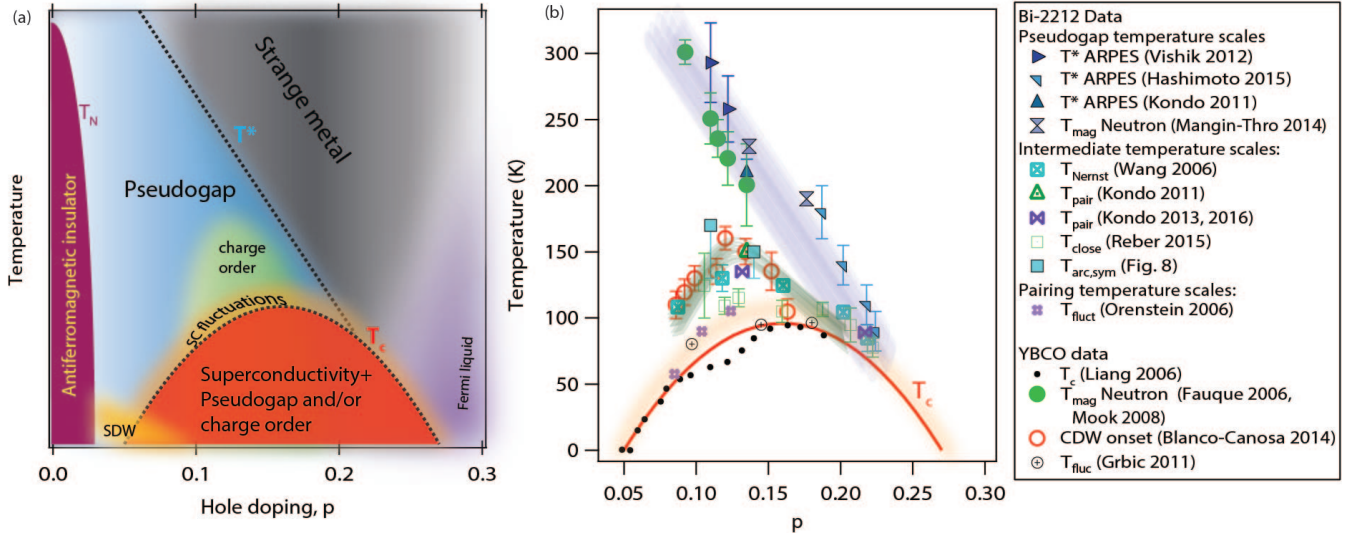 (a)
Temperature
Antiferromagnetic insulator
T_N
Pseudogap
T*
Strange metal
charge
order
SC fluctuations
T_c
Superconductivity+
Pseudogap and/or
charge order
SDW
Fermi liquid
0.0
0.1
0.2
0.3
Hole doping, p
(b)
Temperature (K)
300
250
200
150
100
50
0
T_c
0.05
0.10
0.15
0.20
0.25
0.30
p
Bi-2212 Data
Pseudogap temperature scales
T* ARPES (Vishik 2012)
T* ARPES (Hashimoto 2015)
T* ARPES (Kondo 2011)
T_mag Neutron (Mangin-Thro 2014)
Intermediate temperature scales:
T_Nernst (Wang 2006)
T_pair (Kondo 2011)
T_pair (Kondo 2013, 2016)
T_close (Reber 2015)
T_arc,sym (Fig. 8)
Pairing temperature scales:
T_fluct (Orenstein 2006)
YBCO data
T_c (Liang 2006)
T_mag Neutron (Fauque 2006,
Mook 2008)
CDW onset (Blanco-Canosa 2014)
T_fluc (Grbic 2011)